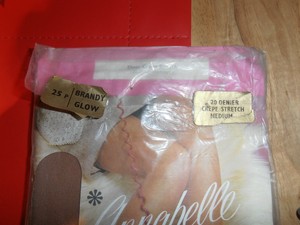 25 P
BRANDY
GLOW
20 DENIER
CREPE STRETCH
MEDIUM
Annabelle